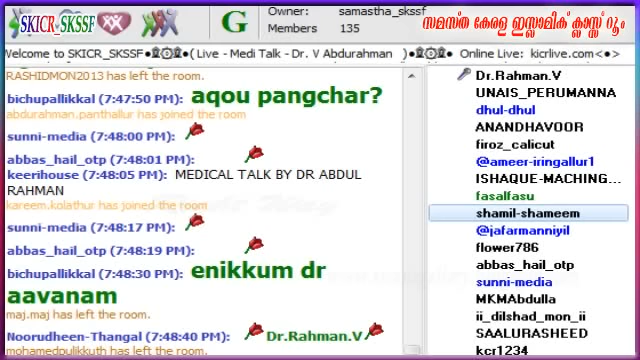 SKICR_SKSSF
G
Owner: samastha_skssf
Members 135
സമസ്ത കേരള ഇസ്ലാമിക് ക്ലാസ്സ് റൂം
Welcome to SKICR_SKSSF●۩۞۩●( Live - Medi Talk - Dr. V Abdurahman )●۩۞۩● Online Live: kicrlive.com<~
RASHIDMON2013 has left the room.
bichupallikkal (7:47:50 PM): aqou pangchar?
abdurahman.panthallur has joined the room
sunni-media (7:48:00 PM):
abbas_hail_otp (7:48:01 PM):
keerihouse (7:48:05 PM): MEDICAL TALK BY DR ABDUL
RAHMAN
kareem.kolathur has joined the room
sunni-media (7:48:17 PM):
abbas_hail_otp (7:48:19 PM):
bichupallikkal (7:48:30 PM): enikkum dr
aavanam
maj.maj has left the room.
Noorudheen-Thangal (7:48:40 PM): Dr.Rahman.V
mohamedpulikkuth has left the room.
Dr.Rahman.V
UNAIS_PERUMANNA
dhul-dhul
ANANDHAVOOR
firoz_calicut
@ameer-iringallur1
ISHAQUE-MACHING...
fasalfasu
shamil-shameem
@jafarmanniyil
flower786
abbas_hail_otp
sunni-media
MKMAbdulla
ii_dilshad_mon_ii
SAALURASHEED
kcr1234